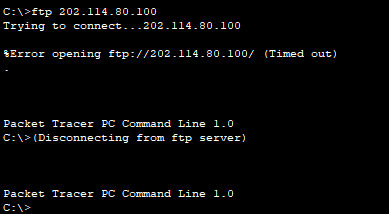 C:\>ftp 202.114.80.100
Trying to connect...202.114.80.100
%Error opening ftp://202.114.80.100/ (Timed out)
.
Packet Tracer PC Command Line 1.0
C:\>(Disconnecting from ftp server)
Packet Tracer PC Command Line 1.0
C:\>